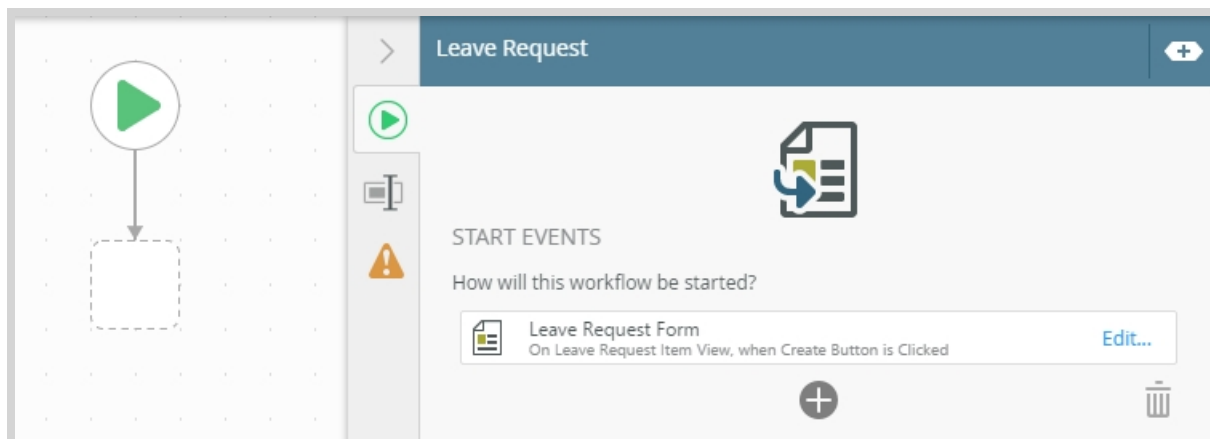 Leave Request
START EVENTS
How will this workflow be started?
Leave Request Form
On Leave Request Item View, when Create Button is Clicked
Edit...